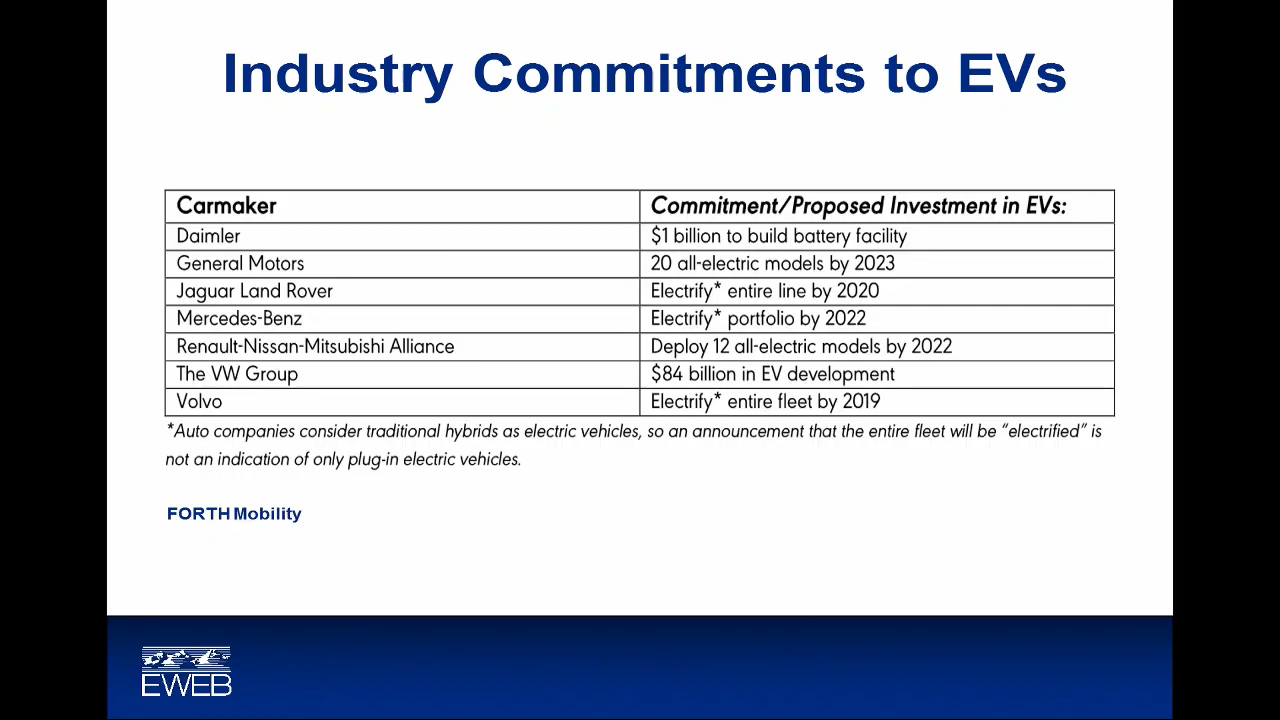 Industry Commitments to EVs
Carmaker Commitment/Proposed Investment in EVs:
Daimler $1 billion to build battery facility
General Motors 20 all-electric models by 2023
Jaguar Land Rover Electrify* entire line by 2020
Mercedes-Benz Electrify* portfolio by 2022
Renault-Nissan-Mitsubishi Alliance Deploy 12 all-electric models by 2022
The VW Group $84 billion in EV development
Volvo Electrify* entire fleet by 2019
*Auto companies consider traditional hybrids as electric vehicles, so an announcement that the entire fleet will be “electrified” is
not an indication of only plug-in electric vehicles.
FORTH Mobility
EWEB